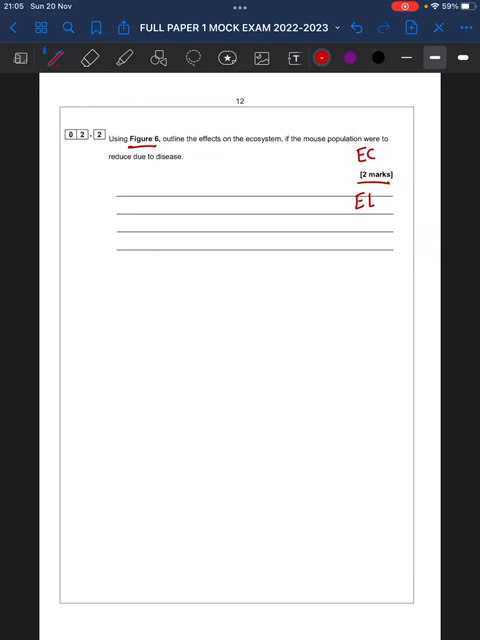 21:05 Sun 20 Nov
59%
FULL PAPER 1 MOCK EXAM 2022-2023
12
0 2 . 2 Using Figure 6, outline the effects on the ecosystem, if the mouse population were to
reduce due to disease.
EC
[2 marks]
EL